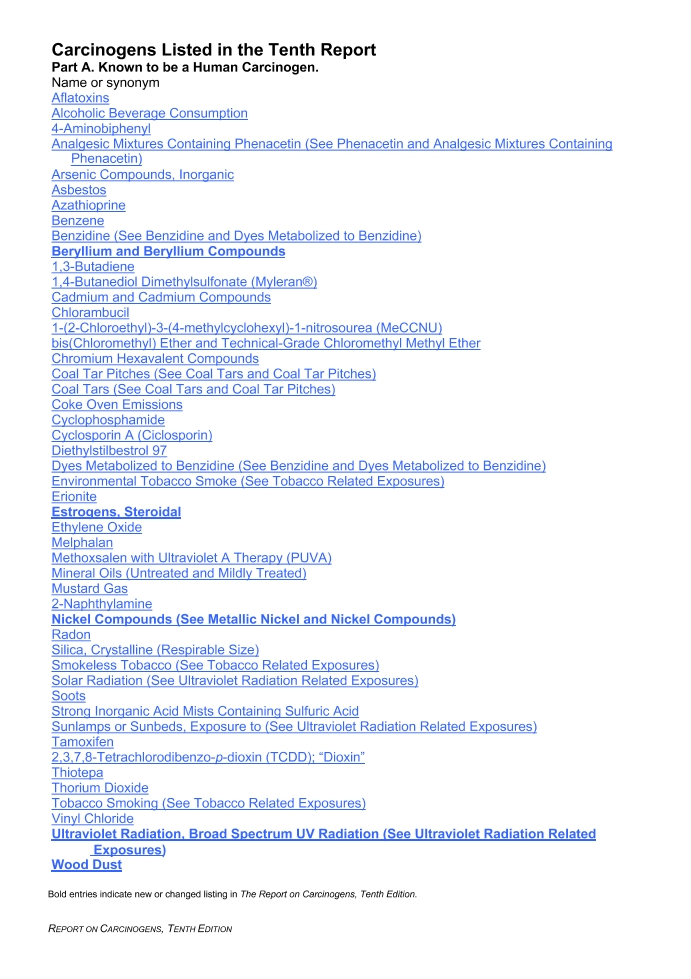 Carcinogens Listed in the Tenth Report
Part A. Known to be a Human Carcinogen.
Name or synonym
Aflatoxins
Alcoholic Beverage Consumption
4-Aminobiphenyl
Analgesic Mixtures Containing Phenacetin (See Phenacetin and Analgesic Mixtures Containing
Phenacetin)
Arsenic Compounds, Inorganic
Asbestos
Azathioprine
Benzene
Benzidine (See Benzidine and Dyes Metabolized to Benzidine)
Beryllium and Beryllium Compounds
1,3-Butadiene
1,4-Butanediol Dimethylsulfonate (Myleran®)
Cadmium and Cadmium Compounds
Chlorambucil
1-(2-Chloroethyl)-3-(4-methylcyclohexyl)-1-nitrosourea (MeCCNU)
bis(Chloromethyl) Ether and Technical-Grade Chloromethyl Methyl Ether
Chromium Hexavalent Compounds
Coal Tar Pitches (See Coal Tars and Coal Tar Pitches)
Coal Tars (See Coal Tars and Coal Tar Pitches)
Coke Oven Emissions
Cyclophosphamide
Cyclosporin A (Ciclosporin)
Diethylstilbestrol 97
Dyes Metabolized to Benzidine (See Benzidine and Dyes Metabolized to Benzidine)
Environmental Tobacco Smoke (See Tobacco Related Exposures)
Erionite
Estrogens, Steroidal
Ethylene Oxide
Melphalan
Methoxsalen with Ultraviolet A Therapy (PUVA)
Mineral Oils (Untreated and Mildly Treated)
Mustard Gas
2-Naphthylamine
Nickel Compounds (See Metallic Nickel and Nickel Compounds)
Radon
Silica, Crystalline (Respirable Size)
Smokeless Tobacco (See Tobacco Related Exposures)
Solar Radiation (See Ultraviolet Radiation Related Exposures)
Soots
Strong Inorganic Acid Mists Containing Sulfuric Acid
Sunlamps or Sunbeds, Exposure to (See Ultraviolet Radiation Related Exposures)
Tamoxifen
2,3,7,8-Tetrachlorodibenzo-p-dioxin (TCDD); “Dioxin”
Thiotepa
Thorium Dioxide
Tobacco Smoking (See Tobacco Related Exposures)
Vinyl Chloride
Ultraviolet Radiation, Broad Spectrum UV Radiation (See Ultraviolet Radiation Related
Exposures)
Wood Dust
Bold entries indicate new or changed listing in The Report on Carcinogens, Tenth Edition.
REPORT ON CARCINOGENS, TENTH EDITION